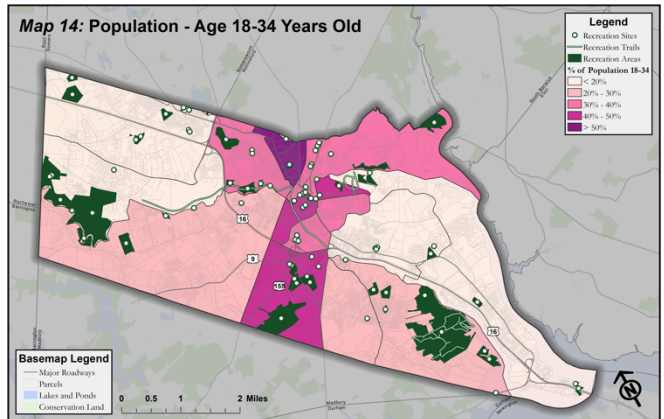 Map 14: Population - Age 18-34 Years Old
Legend
Recreation Sites
Recreation Trails
Recreation Areas
% of Population 18-34
< 20%
20% - 30%
30% - 40%
40% - 50%
> 50%
16
9
155
16
Basemap Legend
Major Roadways
Parcels
Lakes and Ponds
Conservation Land
0 0.5 1 2 Miles
N